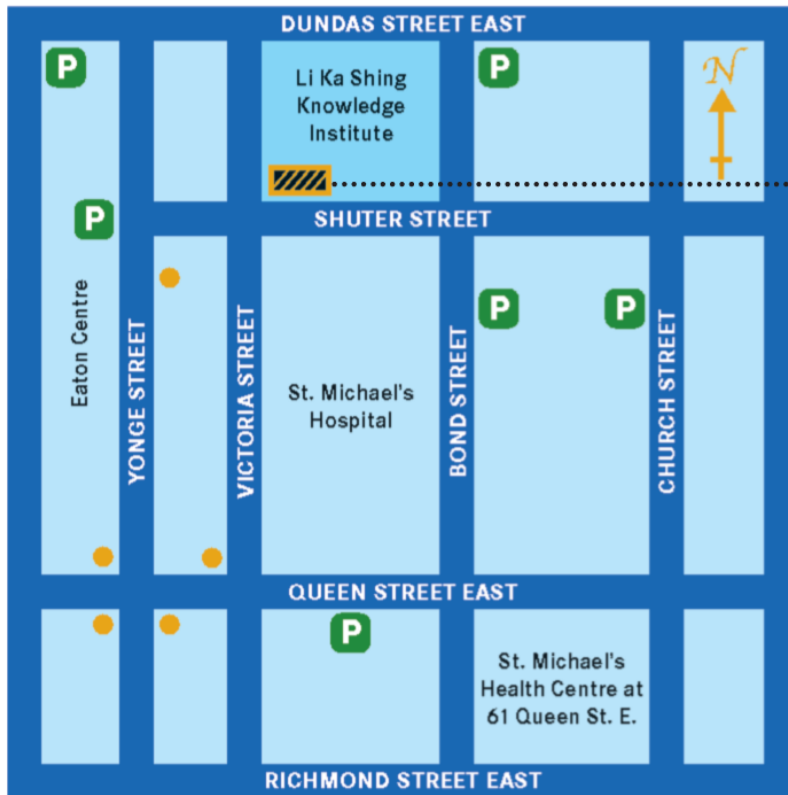 DUNDAS STREET EAST
P
P
Li Ka Shing
Knowledge
Institute
N
P
SHUTER STREET
Eaton Centre
YONGE STREET
VICTORIA STREET
St. Michael's
Hospital
BOND STREET
P
P
CHURCH STREET
QUEEN STREET EAST
P
St. Michael's
Health Centre at
61 Queen St. E.
RICHMOND STREET EAST